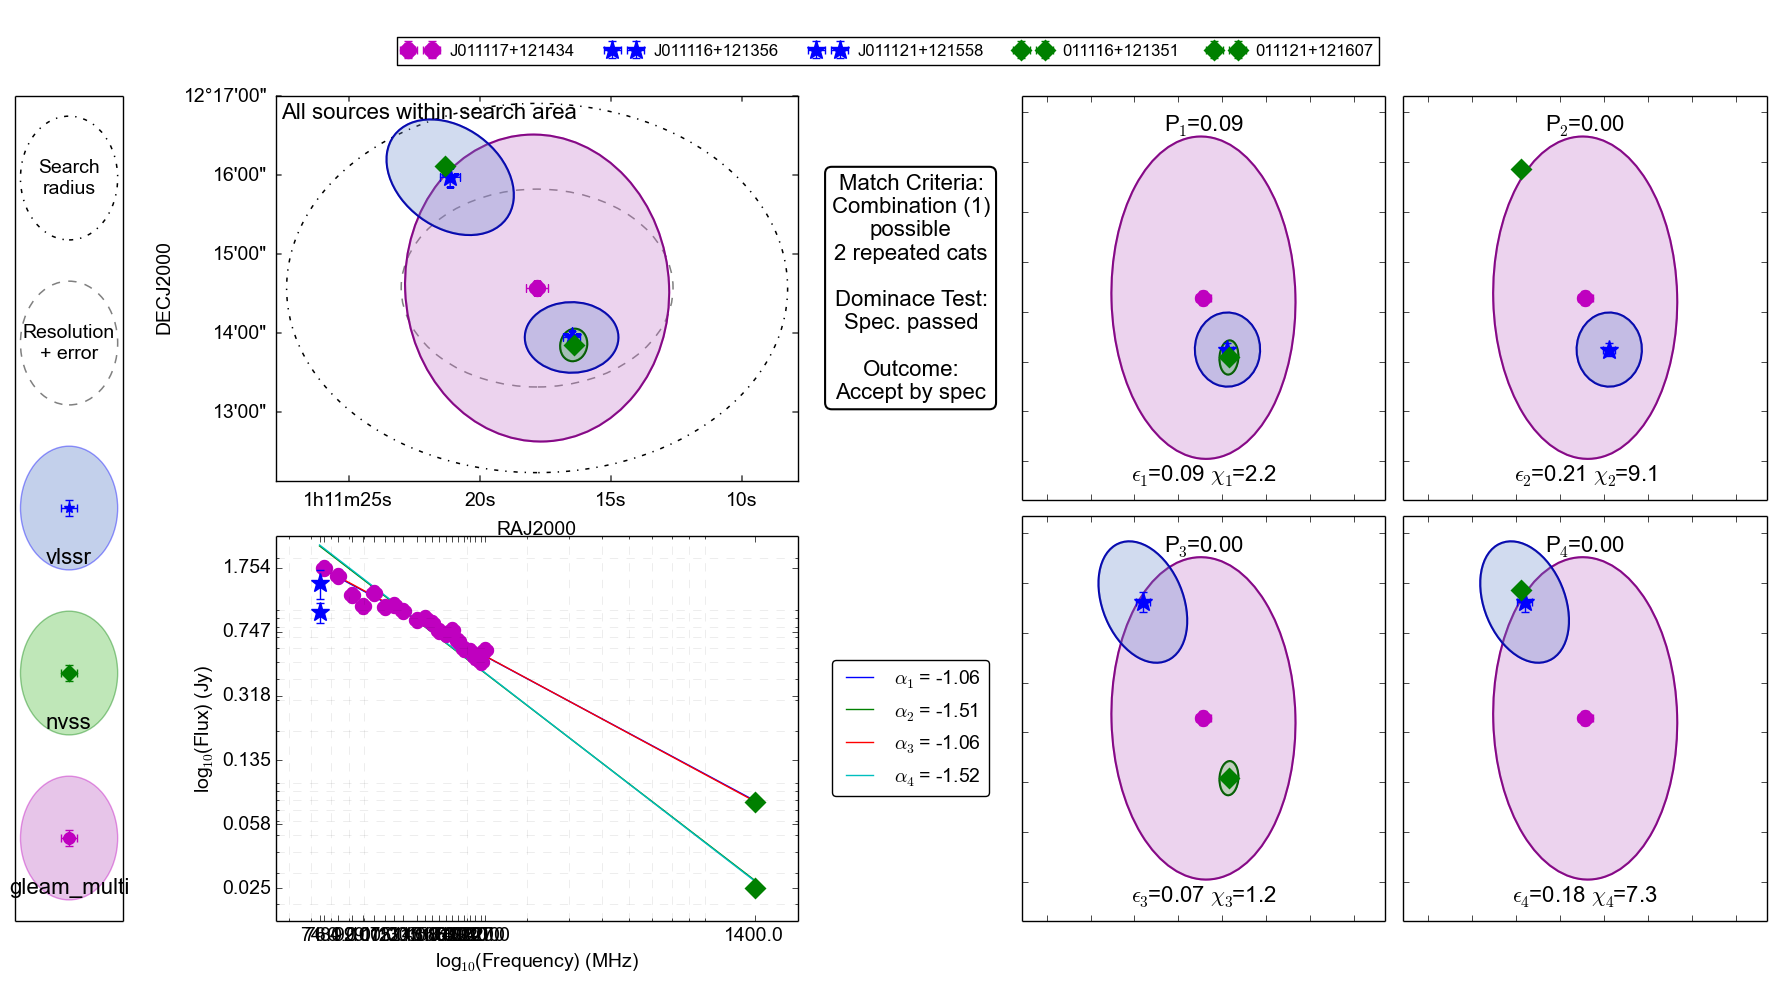 J011117+121434 J011116+121356 J011121+121558 011116+121351 011121+121607
Search
radius
Resolution
+ error
vlssr
nvss
gleam_multi
All sources within search area
12°17'00"
16'00"
15'00"
14'00"
13'00"
DECJ2000
1h11m25s 20s 15s 10s
RAJ2000
Match Criteria:
Combination (1)
possible
2 repeated cats
Dominace Test:
Spec. passed
Outcome:
Accept by spec
P₁=0.09
ϵ₁=0.09 χ₁=2.2
P₂=0.00
ϵ₂=0.21 χ₂=9.1
P₃=0.00
ϵ₃=0.07 χ₃=1.2
P₄=0.00
ϵ₄=0.18 χ₄=7.3
1.754
0.747
0.318
0.135
0.058
0.025
log₁₀(Flux) (Jy)
1400.0
log₁₀(Frequency) (MHz)
α₁ = -1.06
α₂ = -1.51
α₃ = -1.06
α₄ = -1.52